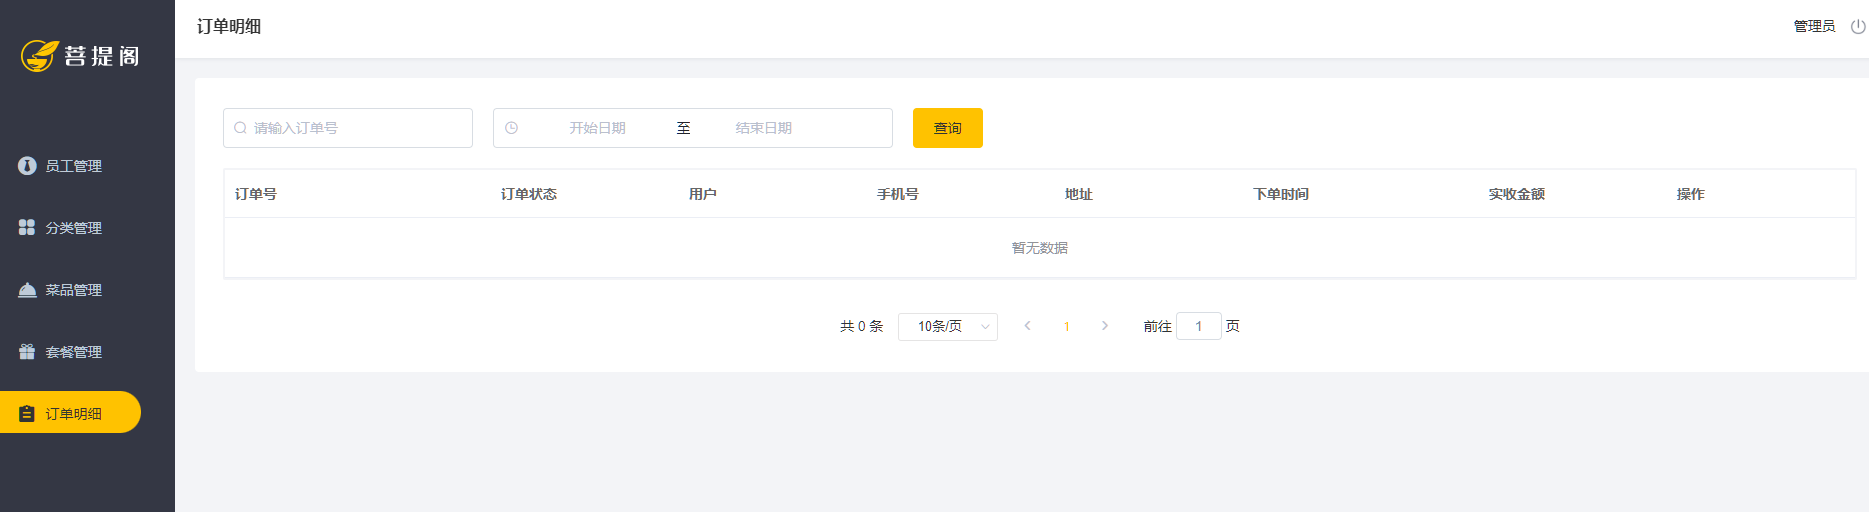 菩提阁
员工管理
分类管理
菜品管理
套餐管理
订单明细
订单明细 管理员
请输入订单号 开始日期 至 结束日期 查询
订单号 订单状态 用户 手机号 地址 下单时间 实收金额 操作
暂无数据
共 0 条 10条/页 1 前往 1 页